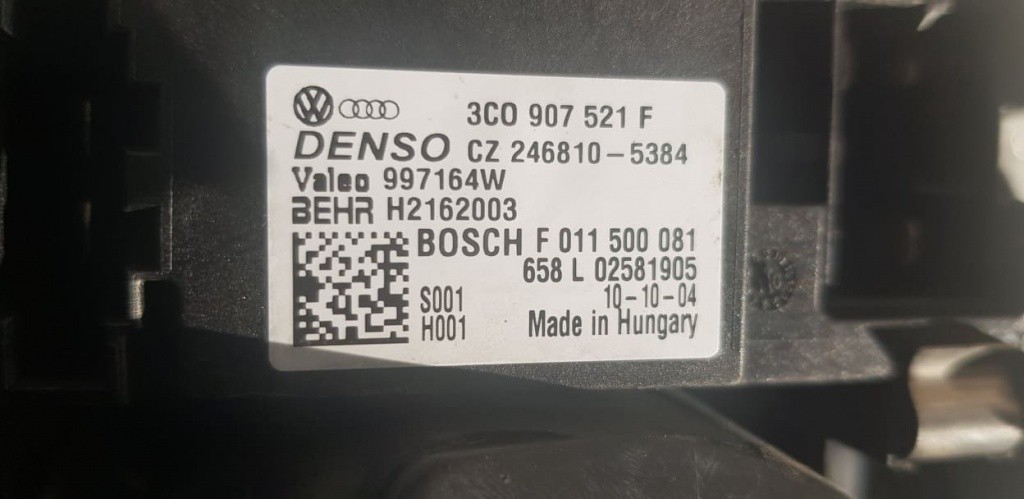 3C0 907 521 F
DENSO CZ 246810-5384
Valeo 997164W
BEHR H2162003
BOSCH F 011 500 081
658 L 02581905
S001 10-10-04
H001 Made in Hungary